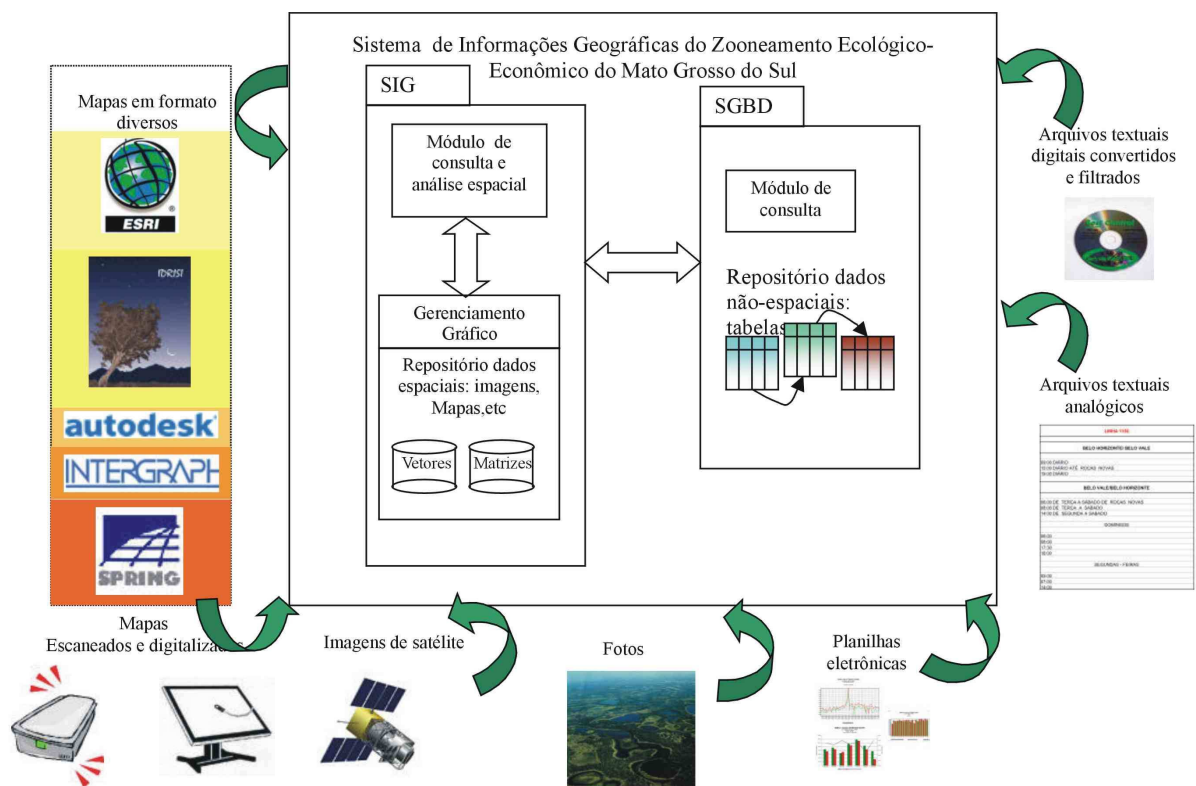 Sistema de Informações Geográficas do Zooneamento Ecológico-
Econômico do Mato Grosso do Sul
Mapas em formato
diversos
ESRI
IDRISI
autodesk
INTERGRAPH
SPRING
SIG
Módulo de
consulta e
análise espacial
Gerenciamento
Gráfico
Repositório dados
espaciais: imagens,
Mapas,etc
Vetores
Matrizes
SGBD
Módulo de
consulta
Repositório dados
não-espaciais:
tabelas
Arquivos textuais
digitais convertidos
e filtrados
Arquivos textuais
analógicos
BELO HORIZONTE/BELO VALE
BELO VALE/BELO HORIZONTE
Mapas
Escaneados e digitalizados
Imagens de satélite
Fotos
Planilhas
eletrônicas